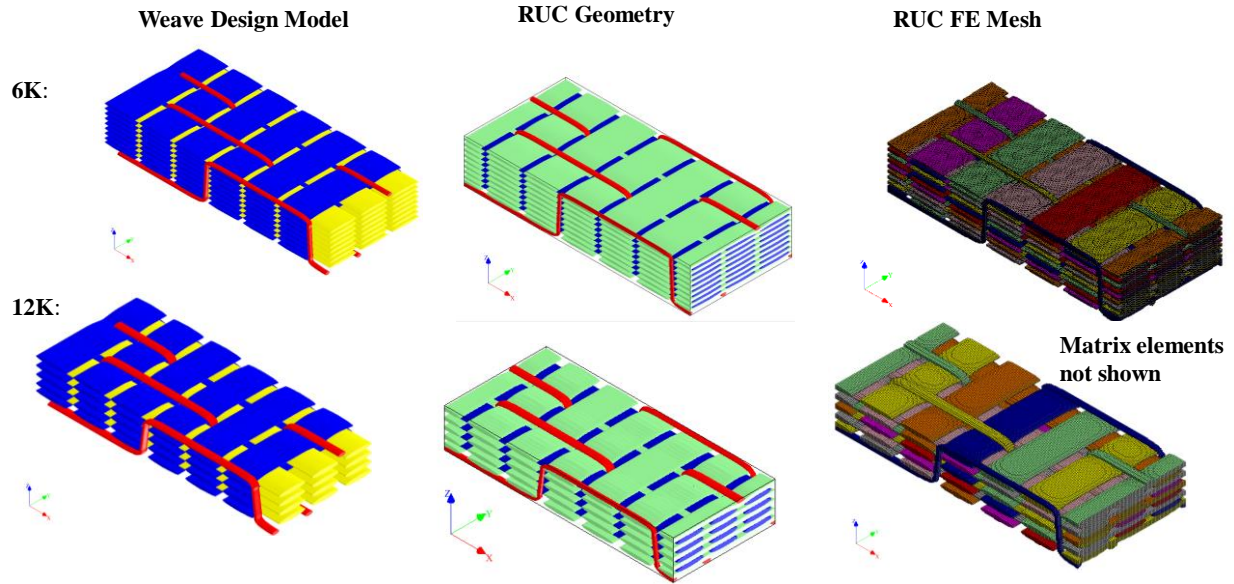 Weave Design Model
RUC Geometry
RUC FE Mesh
6K:
12K:
Matrix elements
not shown
Z
Y
X